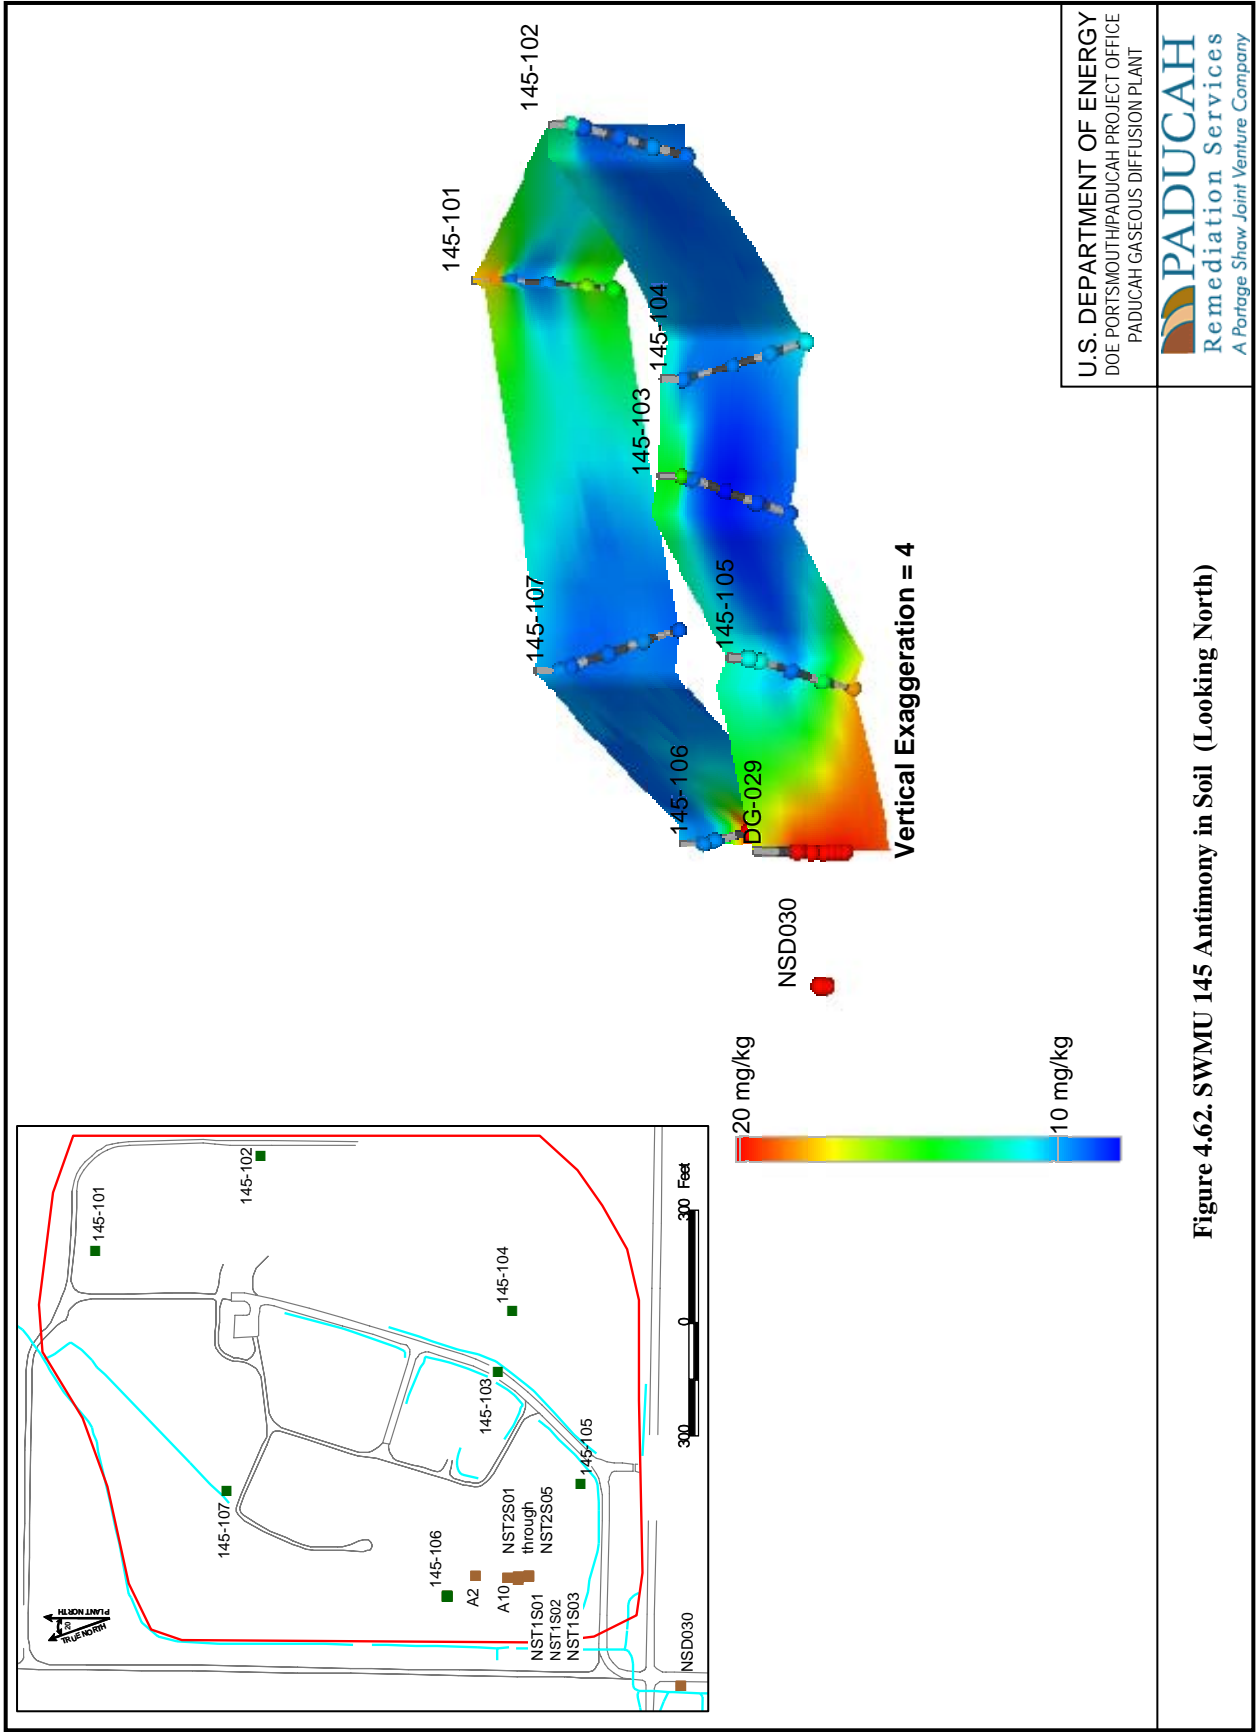 145-101
145-102
145-107
145-106
A2
A10
NST2S01
through
NST2S05
NST1S01
NST1S02
NST1S03
145-103
145-104
145-105
NSD030
PLANT NORTH
TRUE NORTH
20
300
0
300 Feet
20 mg/kg
10 mg/kg
145-102
145-101
145-104
145-103
145-107
145-105
145-106
DG-029
NSD030
Vertical Exaggeration = 4
U.S. DEPARTMENT OF ENERGY
DOE PORTSMOUTH/PADUCAH PROJECT OFFICE
PADUCAH GASEOUS DIFFUSION PLANT
PADUCAH
Remediation Services
A Portage Shaw Joint Venture Company
Figure 4.62. SWMU 145 Antimony in Soil (Looking North)